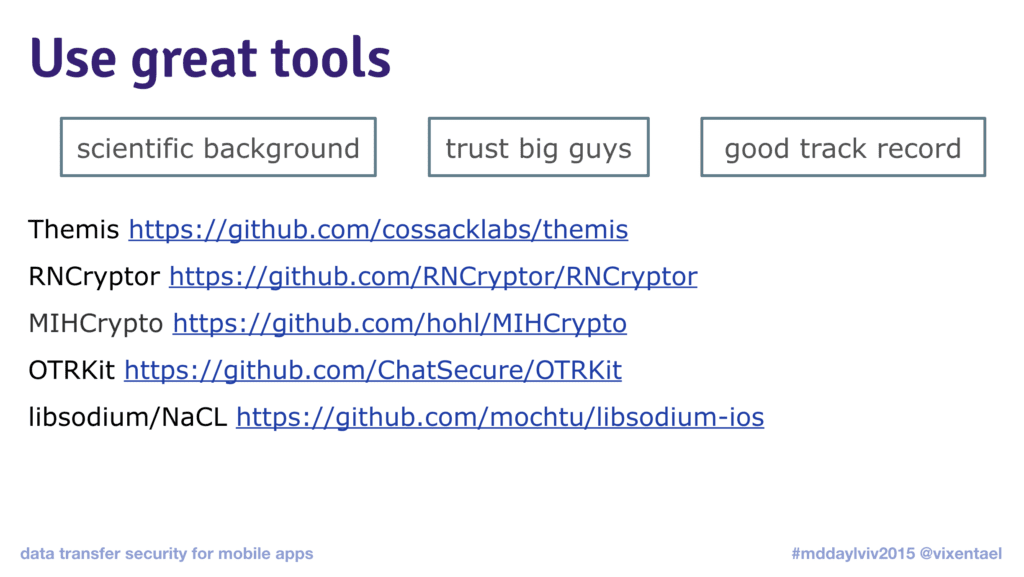 Use great tools
scientific background
trust big guys
good track record
Themis https://github.com/cossacklabs/themis
RNCryptor https://github.com/RNCryptor/RNCryptor
MIHCrypto https://github.com/hohl/MIHCrypto
OTRKit https://github.com/ChatSecure/OTRKit
libsodium/NaCL https://github.com/mochtu/libsodium-ios
data transfer security for mobile apps
#mddaylviv2015 @vixentael